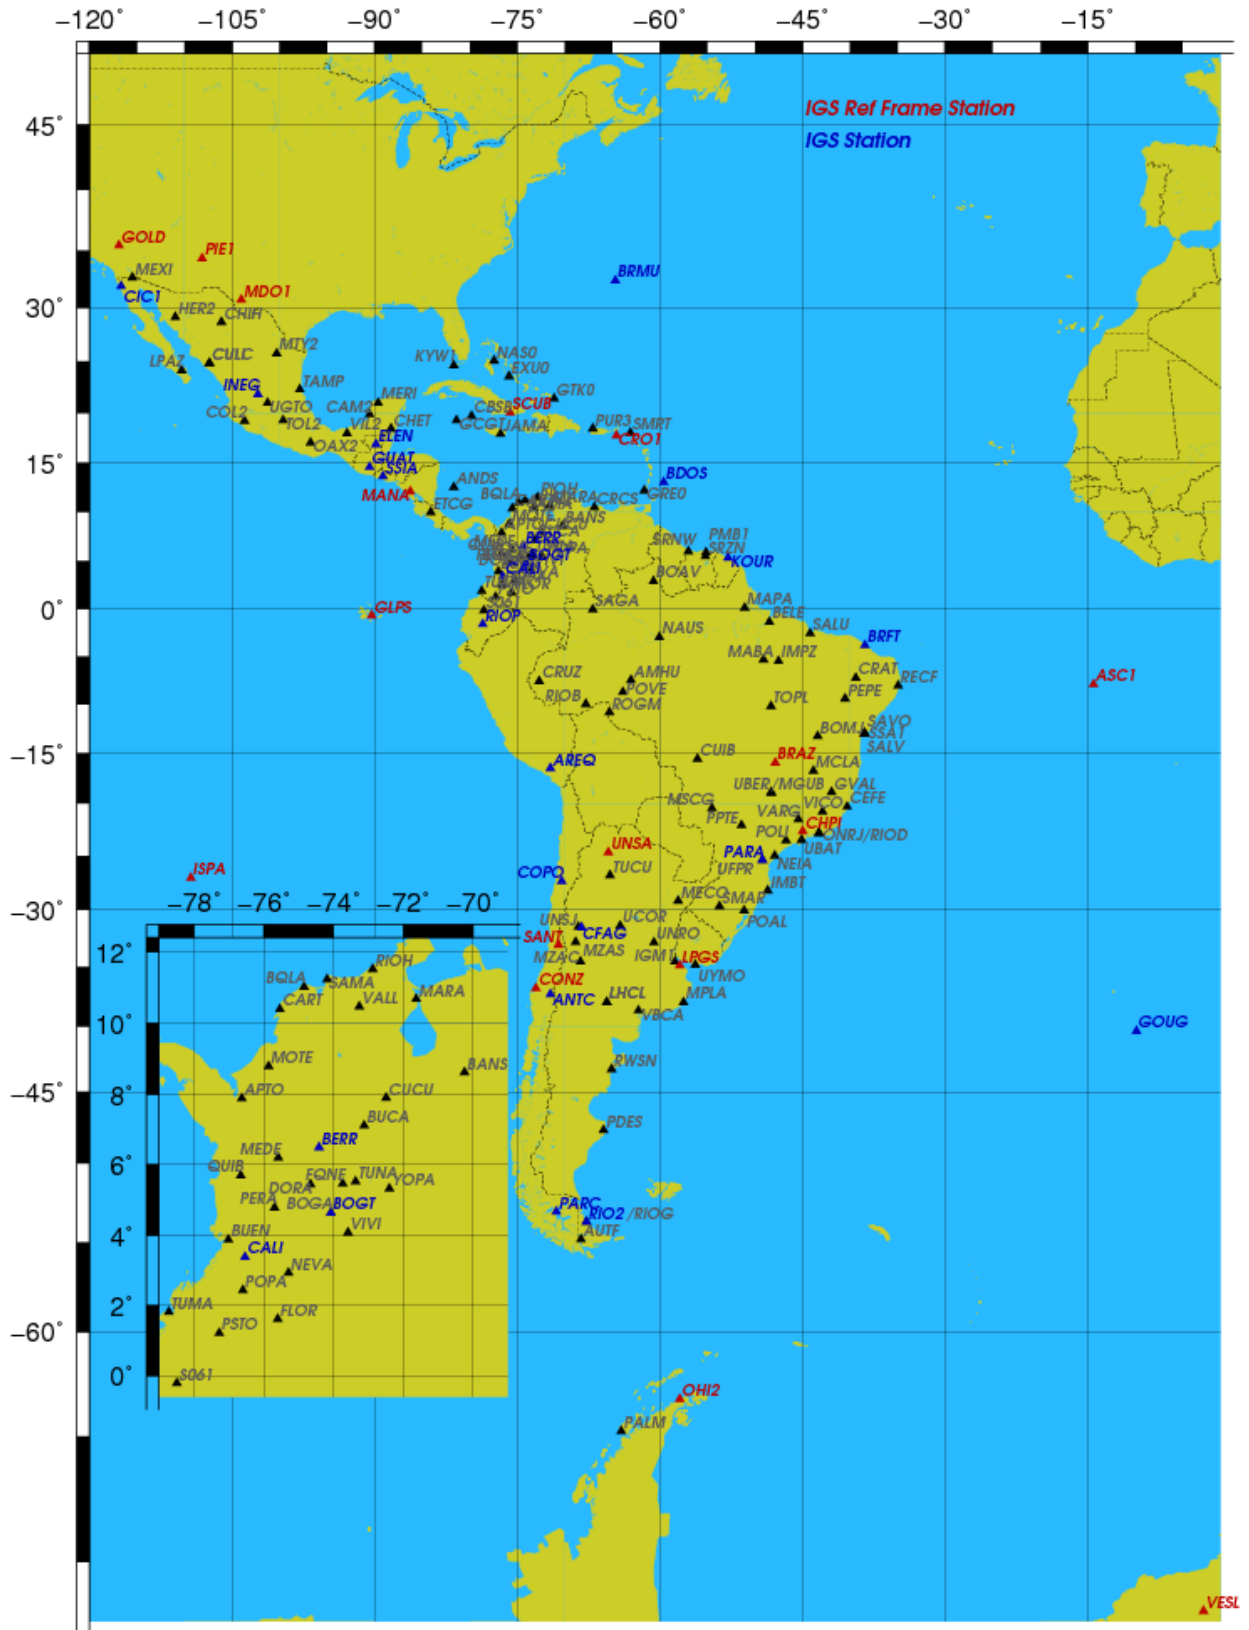 −120° −105° −90° −75° −60° −45° −30° −15°
IGS Ref Frame Station
45°
IGS Station
GOLD
PIE1
MEXI
BRMU
CIC1
MDO1
30°
HER2
CHIH
MTY2
KYW1
NAS0
LPAZ
CULC
EXU0
INEG
TAMP
MERI
GTK0
COL2
UGTO
CAM2
CBSB
SCUB
TOL2
VIL2
CHET
GCGT
JAMA
PUR3
SMRT
OAX2
ELEN
CRO1
15°
GUAT
SSIA
BDOS
MANA
ANDS
ETCG
BQLA
RIOH
CRCS
GRE0
MOTE
BANS
BERR
SRNW
PMB1
SRZN
BOGT
KOUR
CALI
BOAV
0°
GLPS
S061
RIOP
SAGA
MAPA
BELE
NAUS
SALU
BRFT
MABA
IMPZ
CRUZ
AMHU
CRAT
RECF
ASC1
RIOB
POVE
ROGM
TOPL
PEPE
BOMJ
SAVO
SSAT
SALV
−15°
AREQ
CUIB
BRAZ
MCLA
UBER/MGUB
GVAL
MSCG
VICO
CEFE
PPTE
VARG
CHPI
POLI
ONRJ/RIOD
UNSA
PARA
UBAT
ISPA
COPO
TUCU
UFPR
NEIA
IMBT
MECO
SMAR
−30°
POAL
UNSJ
UCOR
CFAG
SANT
UNRO
MZAC
MZAS
IGM1
LPGS
UYMO
CONZ
ANTC
LHCL
MPLA
VBCA
GOUG
RWSN
−45°
PDES
PARC
RIO2 /RIOG
AUTF
−60°
OHI2
PALM
VESL
−78° −76° −74° −72° −70°
12°
RIOH
BQLA
SAMA
CART
VALL
MARA
10°
MOTE
BANS
8°
APTO
CUCU
BUCA
BERR
6°
MEDE
QUIB
DORA
FQNE
TUNA
YOPA
PERA
BOGA
BOGT
4°
BUEN
VIVI
CALI
NEVA
POPA
2°
TUMA
FLOR
PSTO
0°
S061